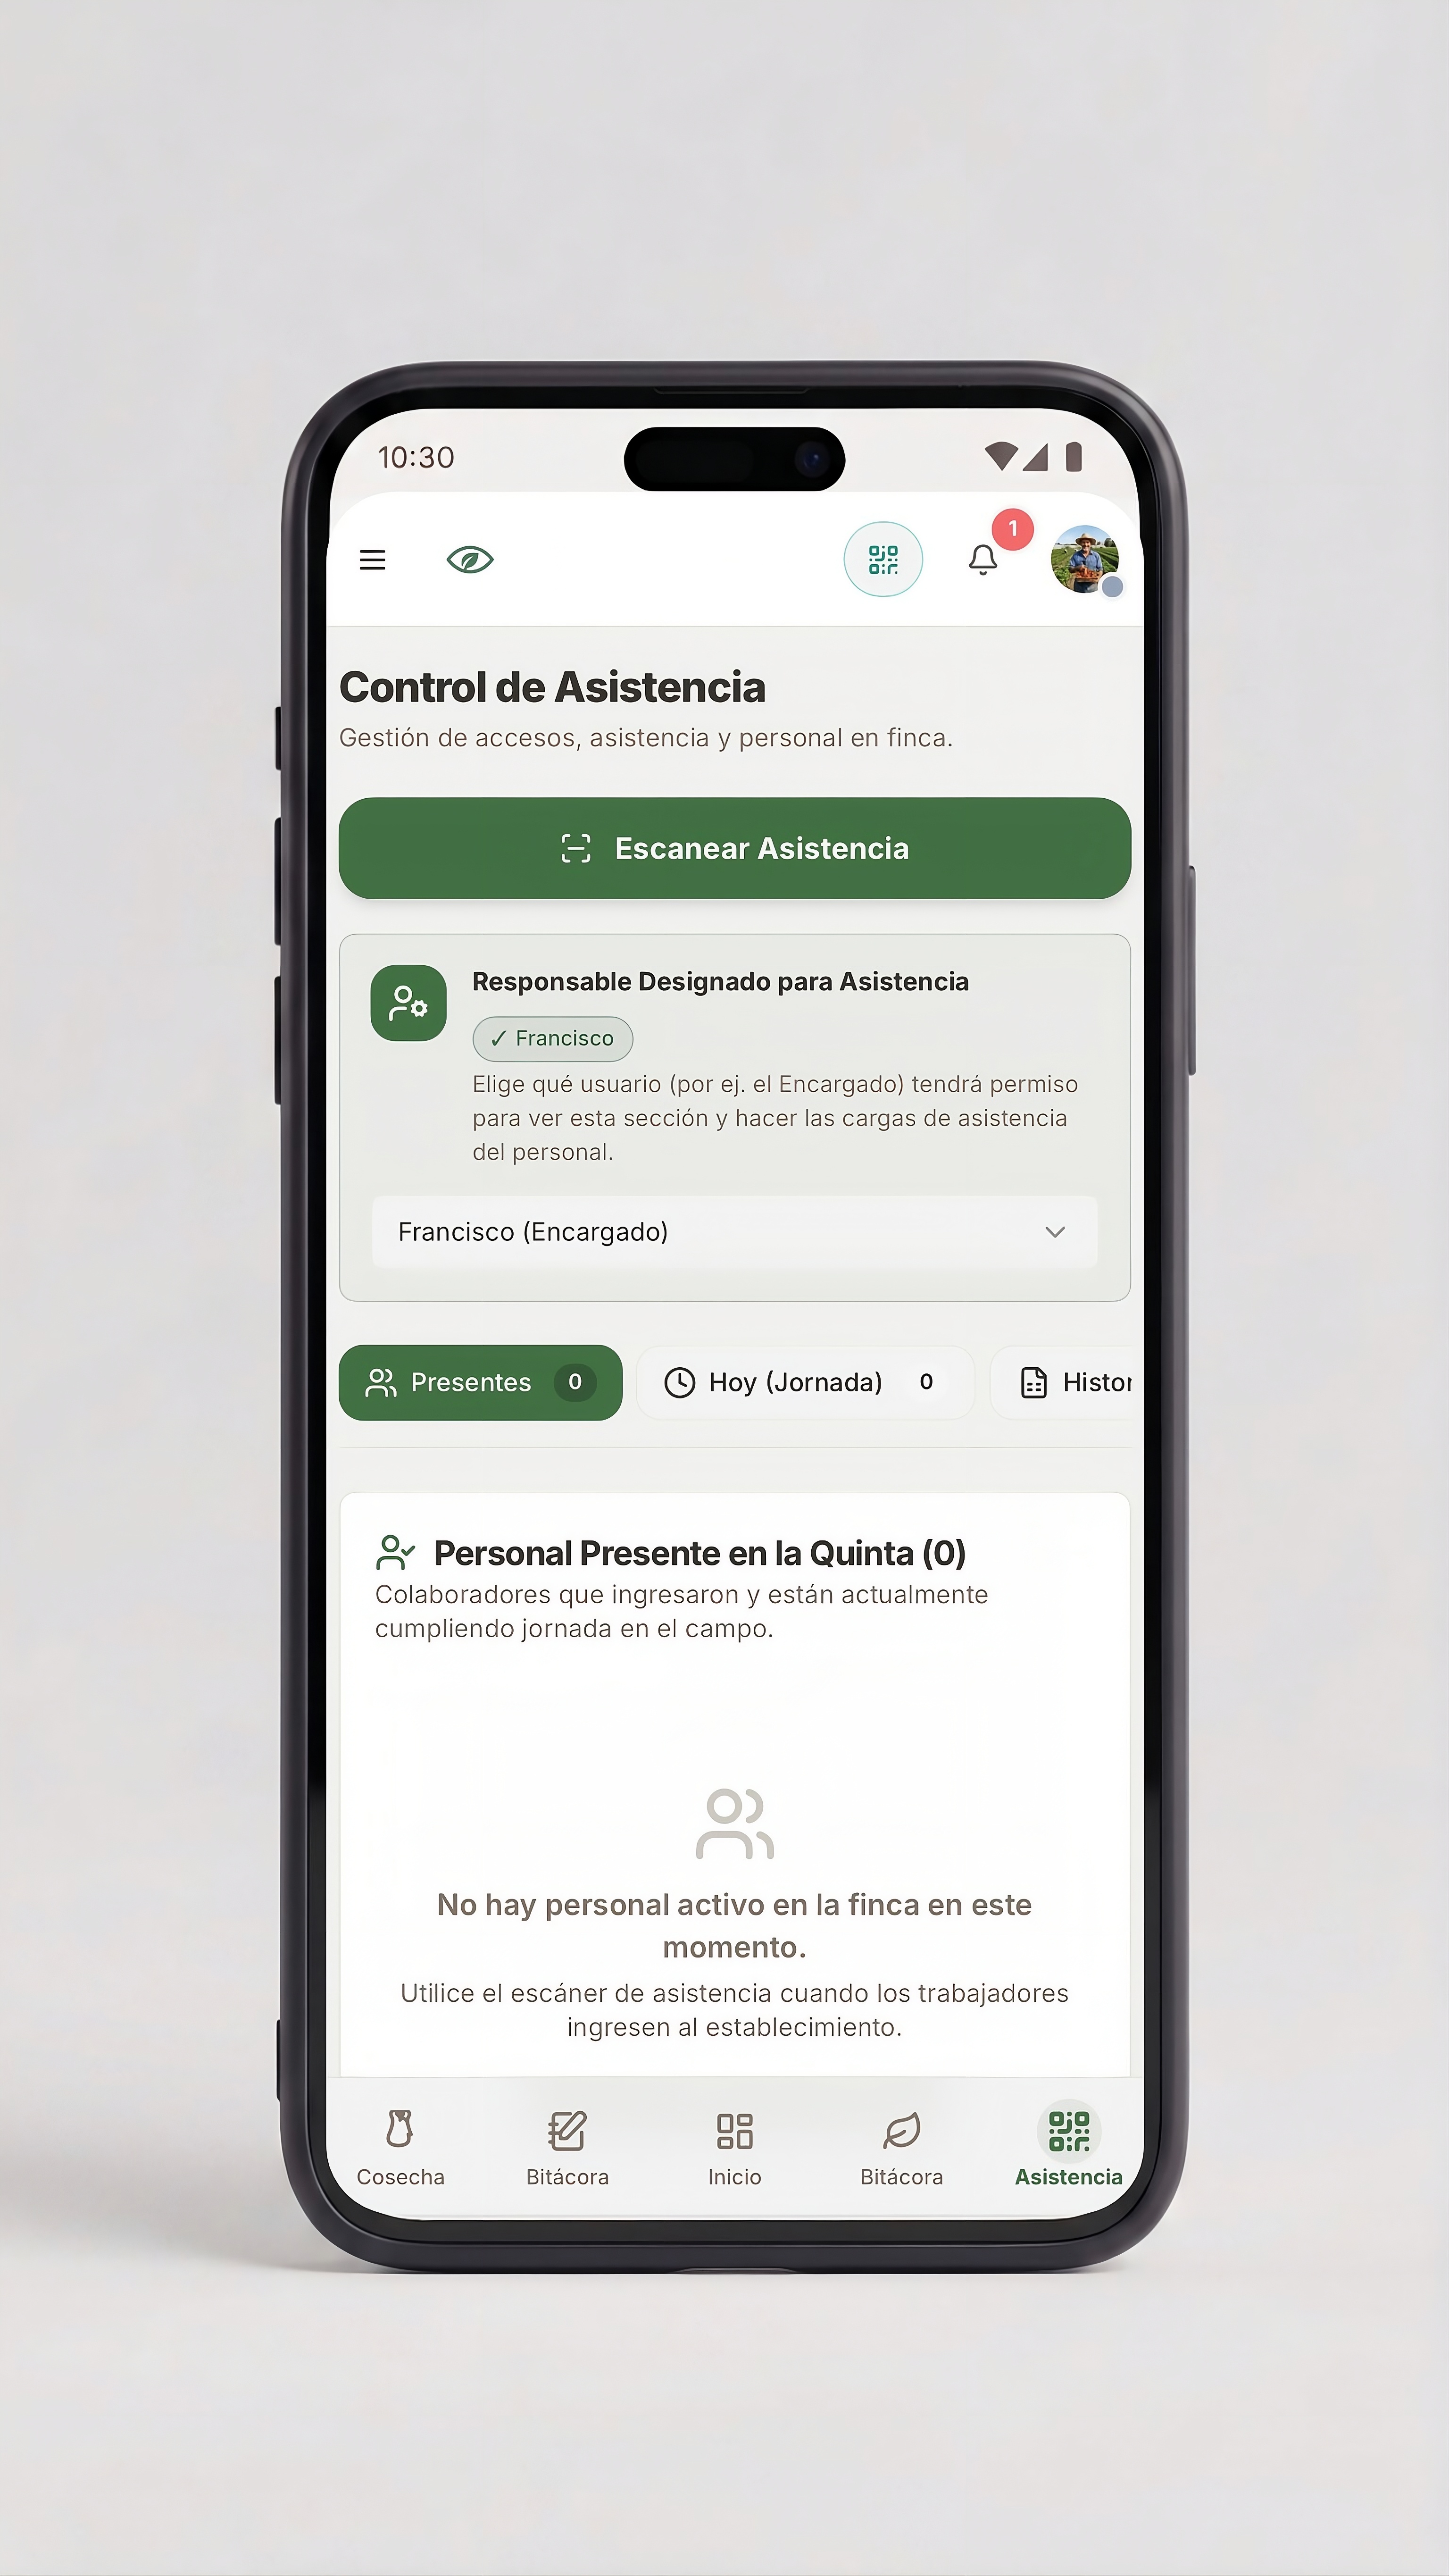 10:30
1
Control de Asistencia
Gestión de accesos, asistencia y personal en finca.
Escanear Asistencia
Responsable Designado para Asistencia
✓ Francisco
Elige qué usuario (por ej. el Encargado) tendrá permiso
para ver esta sección y hacer las cargas de asistencia
del personal.
Francisco (Encargado)
Presentes 0
Hoy (Jornada) 0
Histor
Personal Presente en la Quinta (0)
Colaboradores que ingresaron y están actualmente
cumpliendo jornada en el campo.
No hay personal activo en la finca en este
momento.
Utilice el escáner de asistencia cuando los trabajadores
ingresen al establecimiento.
Cosecha
Bitácora
Inicio
Bitácora
Asistencia